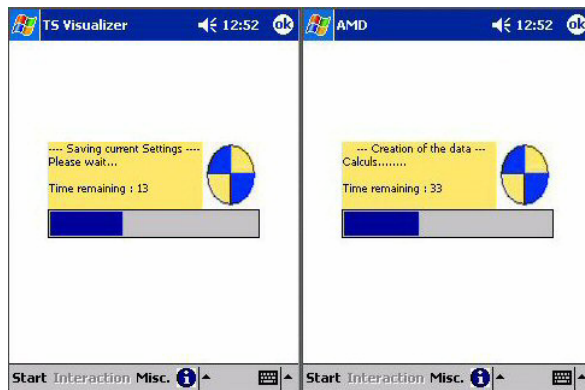 TS Visualizer 12:52 ok
---- Saving current Settings ----
Please wait...
Time remaining : 13
Start Interaction Misc.
AMD 12:52 ok
--- Creation of the data ---
Calculs........
Time remaining : 33
Start Interaction Misc.